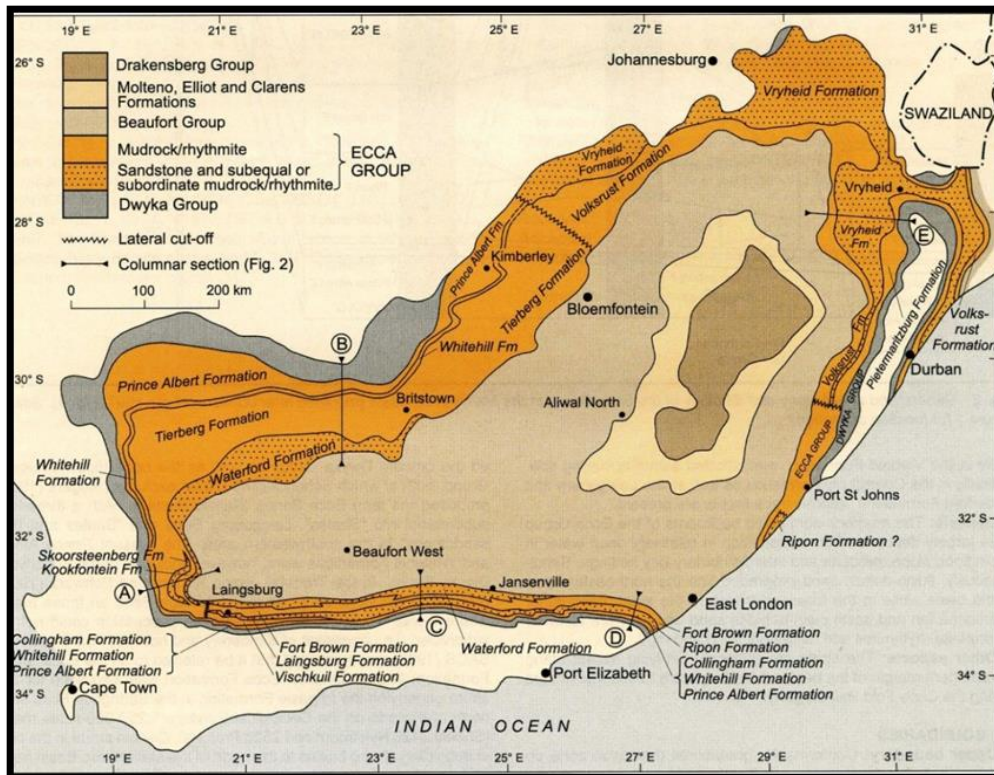 19° E
21° E
23° E
25° E
27° E
29° E
31° E
26° S
28° S
30° S
32° S
34° S
Drakensberg Group
Molteno, Elliot and Clarens
Formations
Beaufort Group
Mudrock/rhythmite
Sandstone and subequal or
subordinate mudrock/rhythmite
ECCA
GROUP
Dwyka Group
Lateral cut-off
Columnar section (Fig. 2)
0 100 200 km
Johannesburg
Vryheid Formation
SWAZILAND
Vryheid
Formation
Volksrust Formation
Vryheid
Vryheid
Fm
E
Prince Albert Fm
Kimberley
Tierberg Formation
Bloemfontein
Whitehill Fm
Volksrust Fm
Pietermaritzburg Formation
Volks-
rust
Formation
Durban
B
Prince Albert Formation
Britstown
Aliwal North
Tierberg Formation
Waterford Formation
ECCA GROUP
DWYKA GROUP
Whitehill
Formation
Port St Johns
Ripon Formation ?
28° S
30° S
32° S
34° S
Skoorsteenberg Fm
Kookfontein Fm
Beaufort West
A
Laingsburg
Jansenville
East London
C
D
Collingham Formation
Whitehill Formation
Prince Albert Formation
Fort Brown Formation
Laingsburg Formation
Vischkuil Formation
Waterford Formation
Fort Brown Formation
Ripon Formation
Collingham Formation
Whitehill Formation
Prince Albert Formation
Port Elizabeth
Cape Town
INDIAN OCEAN
19° E
21° E
23° E
25° E
27° E
29° E
31° E